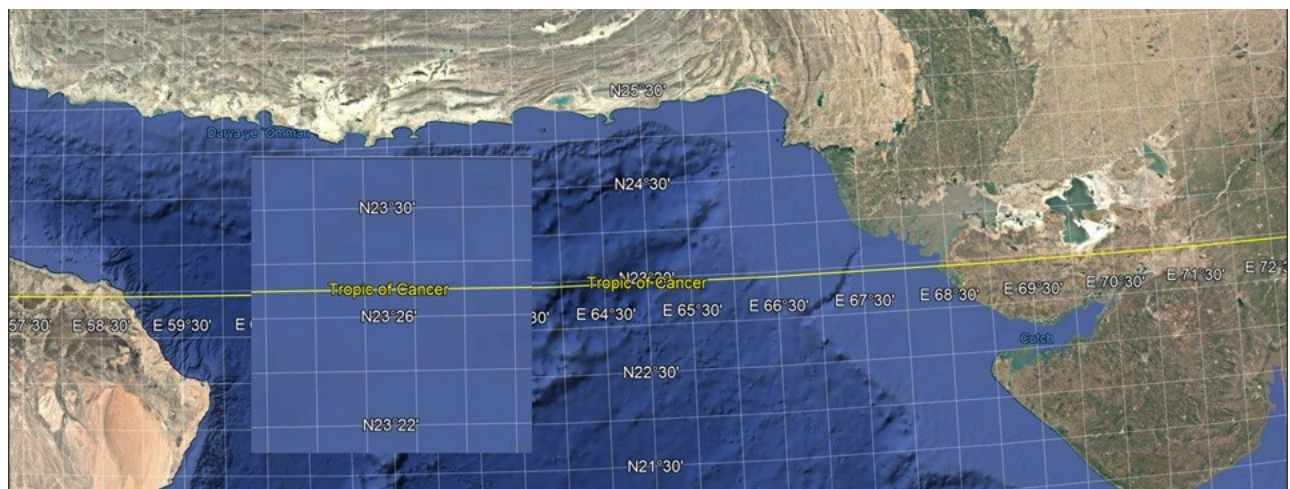 N25°30'
Darya-ye `Omman
N24°30'
N23°30'
N23°30'
Tropic of Cancer
Tropic of Cancer
N23°26'
57°30'
E 58°30'
E 59°30'
E 64°30'
E 65°30'
E 66°30'
E 67°30'
E 68°30'
E 69°30'
E 70°30'
E 71°30'
Cutch
N22°30'
N23°22'
N21°30'